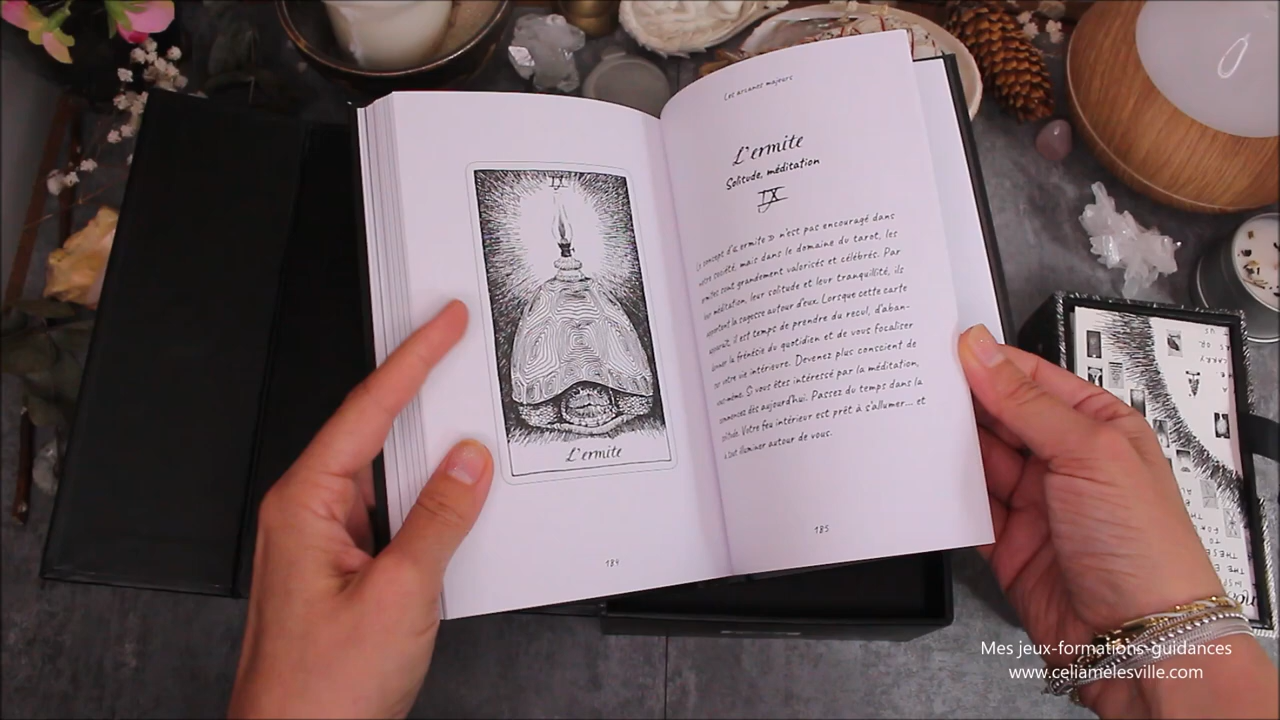 IX
L'ermite
184
Les arcanes majeurs
L'ermite
Solitude, méditation
IX
Le concept d'« ermite » n'est pas encouragé dans
notre société, mais dans le domaine du tarot, les
ermites sont grandement valorisés et célébrés. Par
leur méditation, leur solitude et leur tranquillité, ils
apportent la sagesse autour d'eux. Lorsque cette carte
apparaît, il est temps de prendre du recul, d'aban-
donner la frénésie du quotidien et de vous focaliser
sur votre vie intérieure. Devenez plus conscient de
vous-même. Si vous êtes intéressé par la méditation,
commencez dès aujourd'hui. Passez du temps dans la
solitude. Votre feu intérieur est prêt à s'allumer... et
à tout illuminer autour de vous.
185
Mes jeux-formations-guidances
www.celiamelesville.com